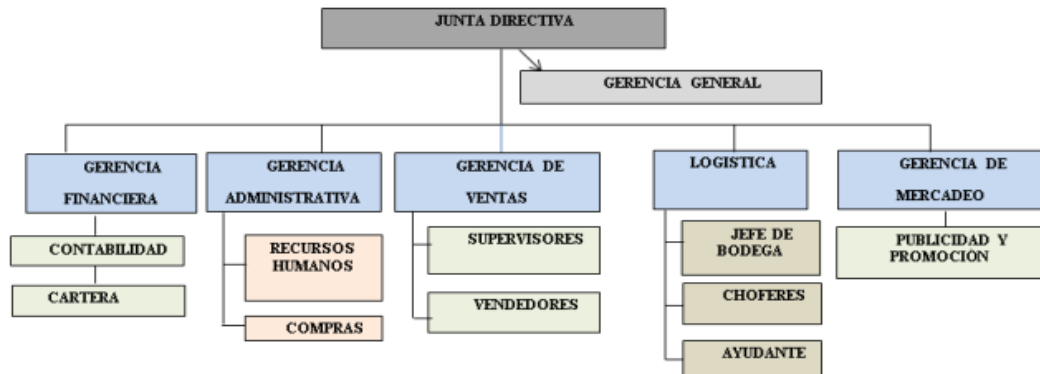 JUNTA DIRECTIVA
GERENCIA GENERAL
GERENCIA
FINANCIERA
GERENCIA
ADMINISTRATIVA
GERENCIA DE
VENTAS
LOGISTICA
GERENCIA DE
MERCADEO
CONTABILIDAD
CARTERA
RECURSOS
HUMANOS
COMPRAS
SUPERVISORES
VENDEDORES
JEFE DE
BODEGA
CHOFERES
AYUDANTE
PUBLICIDAD Y
PROMOCIÓN